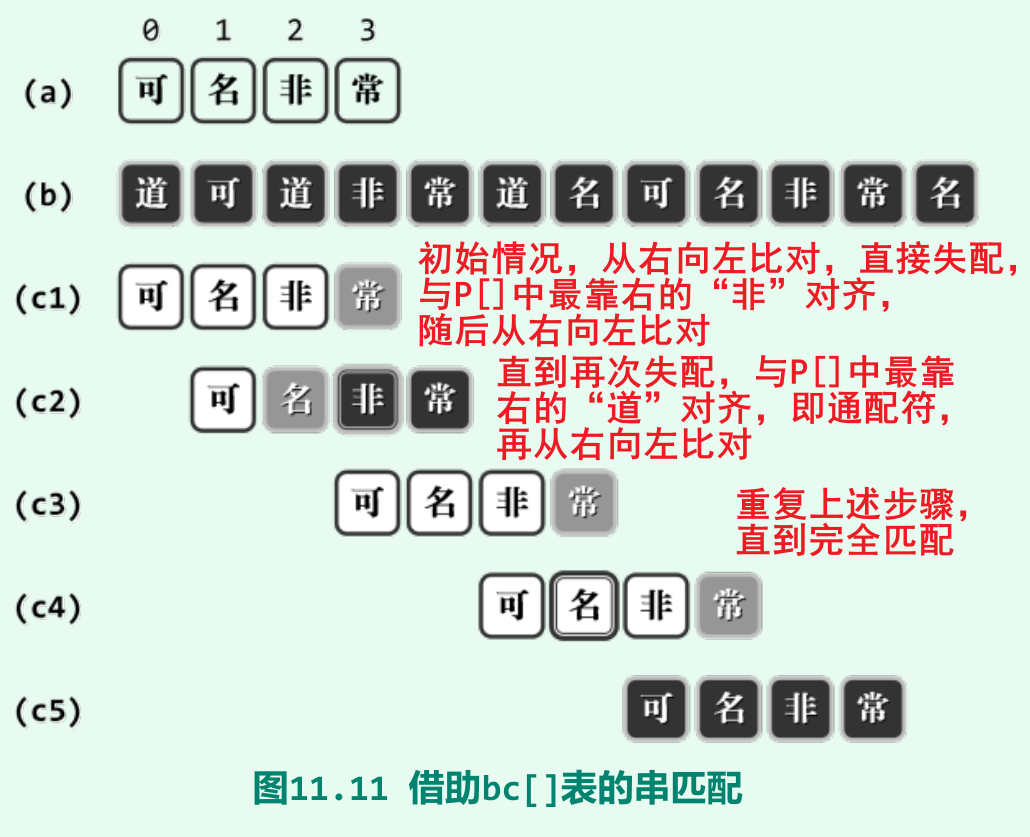 0 1 2 3
(a) 可 名 非 常
(b) 道 可 道 非 常 道 名 可 名 非 常 名
(c1) 可 名 非 常
初始情况，从右向左比对，直接失配，
与P[]中最靠右的“非”对齐，
随后从右向左比对
(c2) 可 名 非 常
直到再次失配，与P[]中最靠
右的“道”对齐，即通配符，
再从右向左比对
(c3) 可 名 非 常
重复上述步骤，
直到完全匹配
(c4) 可 名 非 常
(c5) 可 名 非 常
图11.11 借助bc[]表的串匹配